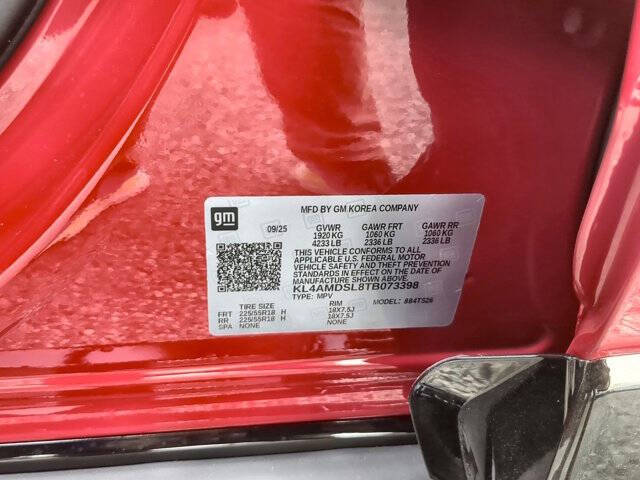 gm
MFD BY GM KOREA COMPANY
09/25 GVWR GAWR FRT GAWR RR
1920 KG 1060 KG 1060 KG
4233 LB 2336 LB 2336 LB
THIS VEHICLE CONFORMS TO ALL
APPLICABLE U.S. FEDERAL MOTOR
VEHICLE SAFETY AND THEFT PREVENTION
STANDARDS IN EFFECT ON THE DATE OF
MANUFACTURE SHOWN ABOVE.
KL4AMDSL8TB073398
TYPE: MPV MODEL: 884TS26
TIRE SIZE RIM
FRT 225/55R18 H 18X7.5J
RR 225/55R18 H 18X7.5J
SPA NONE NONE